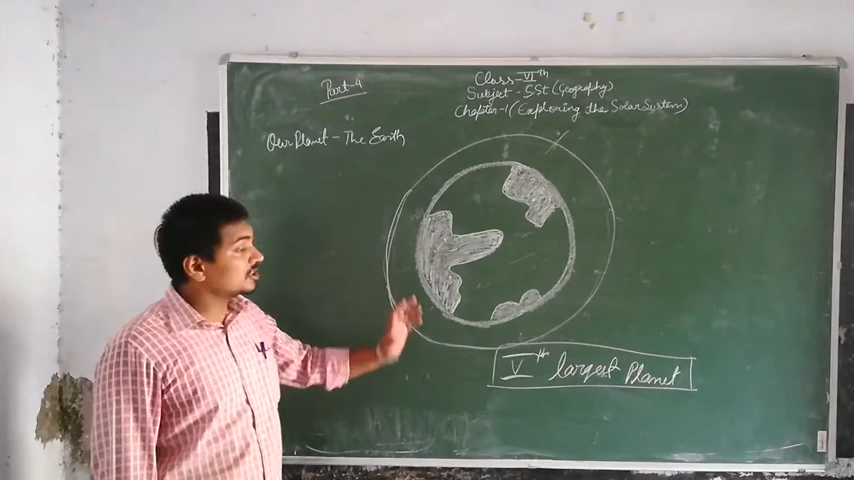 Part-4
Class-VIth
Subject-SSt (Geography)
Chapter-1 (Exploring the Solar System)
Our Planet - The Earth
Vth largest Planet